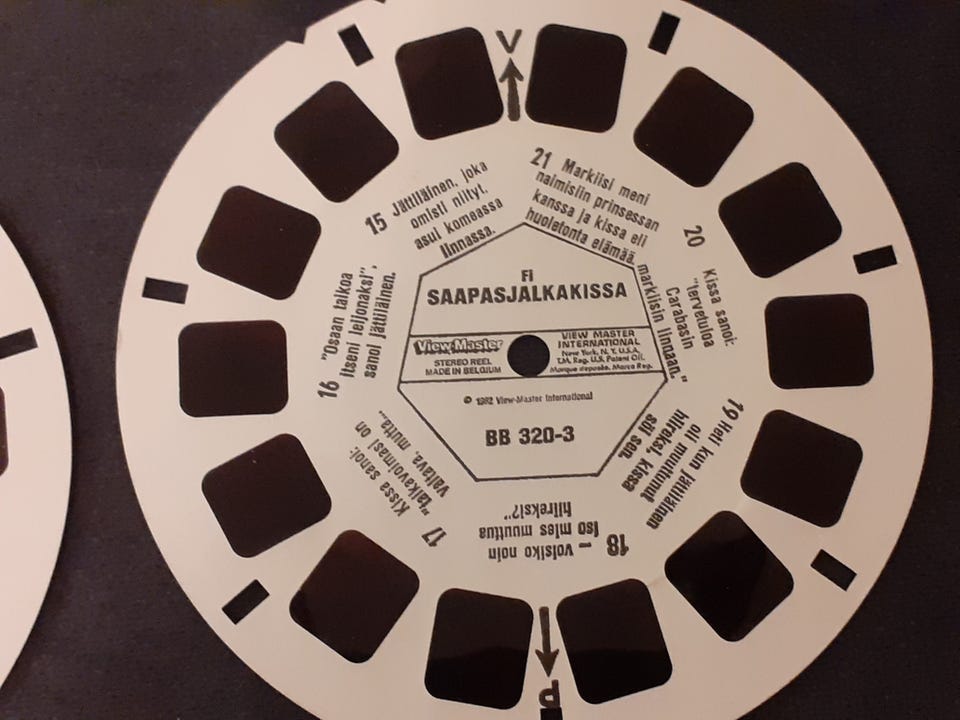 V
FI
SAAPASJALKAKISSA
View-Master
STEREO REEL
MADE IN BELGIUM
VIEW MASTER
INTERNATIONAL
New York, N.Y. U.S.A.
T.M. Reg. U.S. Patent Off.
Marque déposée. Marca Reg.
© 1982 View-Master International
BB 320-3
15 Jättiläinen, joka
omisti niityt,
asui komeassa
linnassa.
16 "Osaan taikoa
itseni leijonaksi",
sanoi jättiläinen.
17 Kissa sanoi:
"taikavoimasi on
valtava, mutta...
18 – voisiko noin
iso mies muuttua
hiireksi?"
19 Heti kun jättiläinen
oli muuttunut
hiireksi, kissa
söi sen.
20 Kissa sanoi:
"tervetuloa
Carabasin
markiisin linnaan."
21 Markiisi meni
naimisiin prinsessan
kanssa ja kissa eli
huoletonta elämää.
P